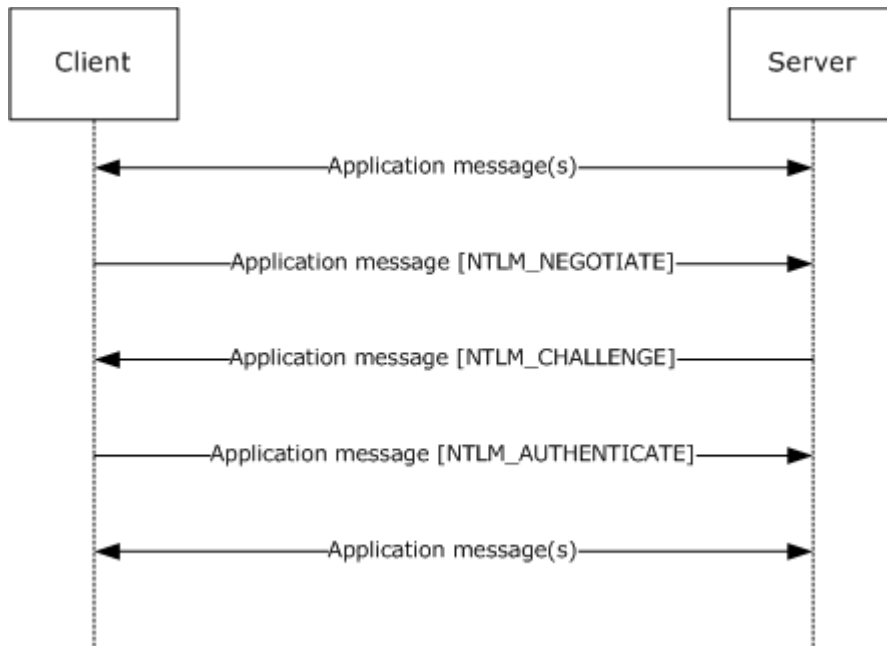 Client
Server
Application message(s)
Application message [NTLM_NEGOTIATE]
Application message [NTLM_CHALLENGE]
Application message [NTLM_AUTHENTICATE]
Application message(s)